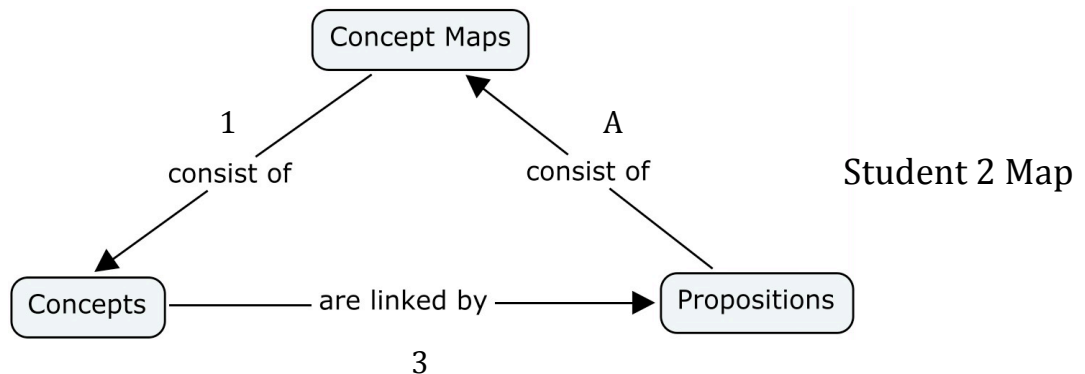 Concept Maps
1
A
consist of
consist of
Student 2 Map
Concepts
are linked by
Propositions
3